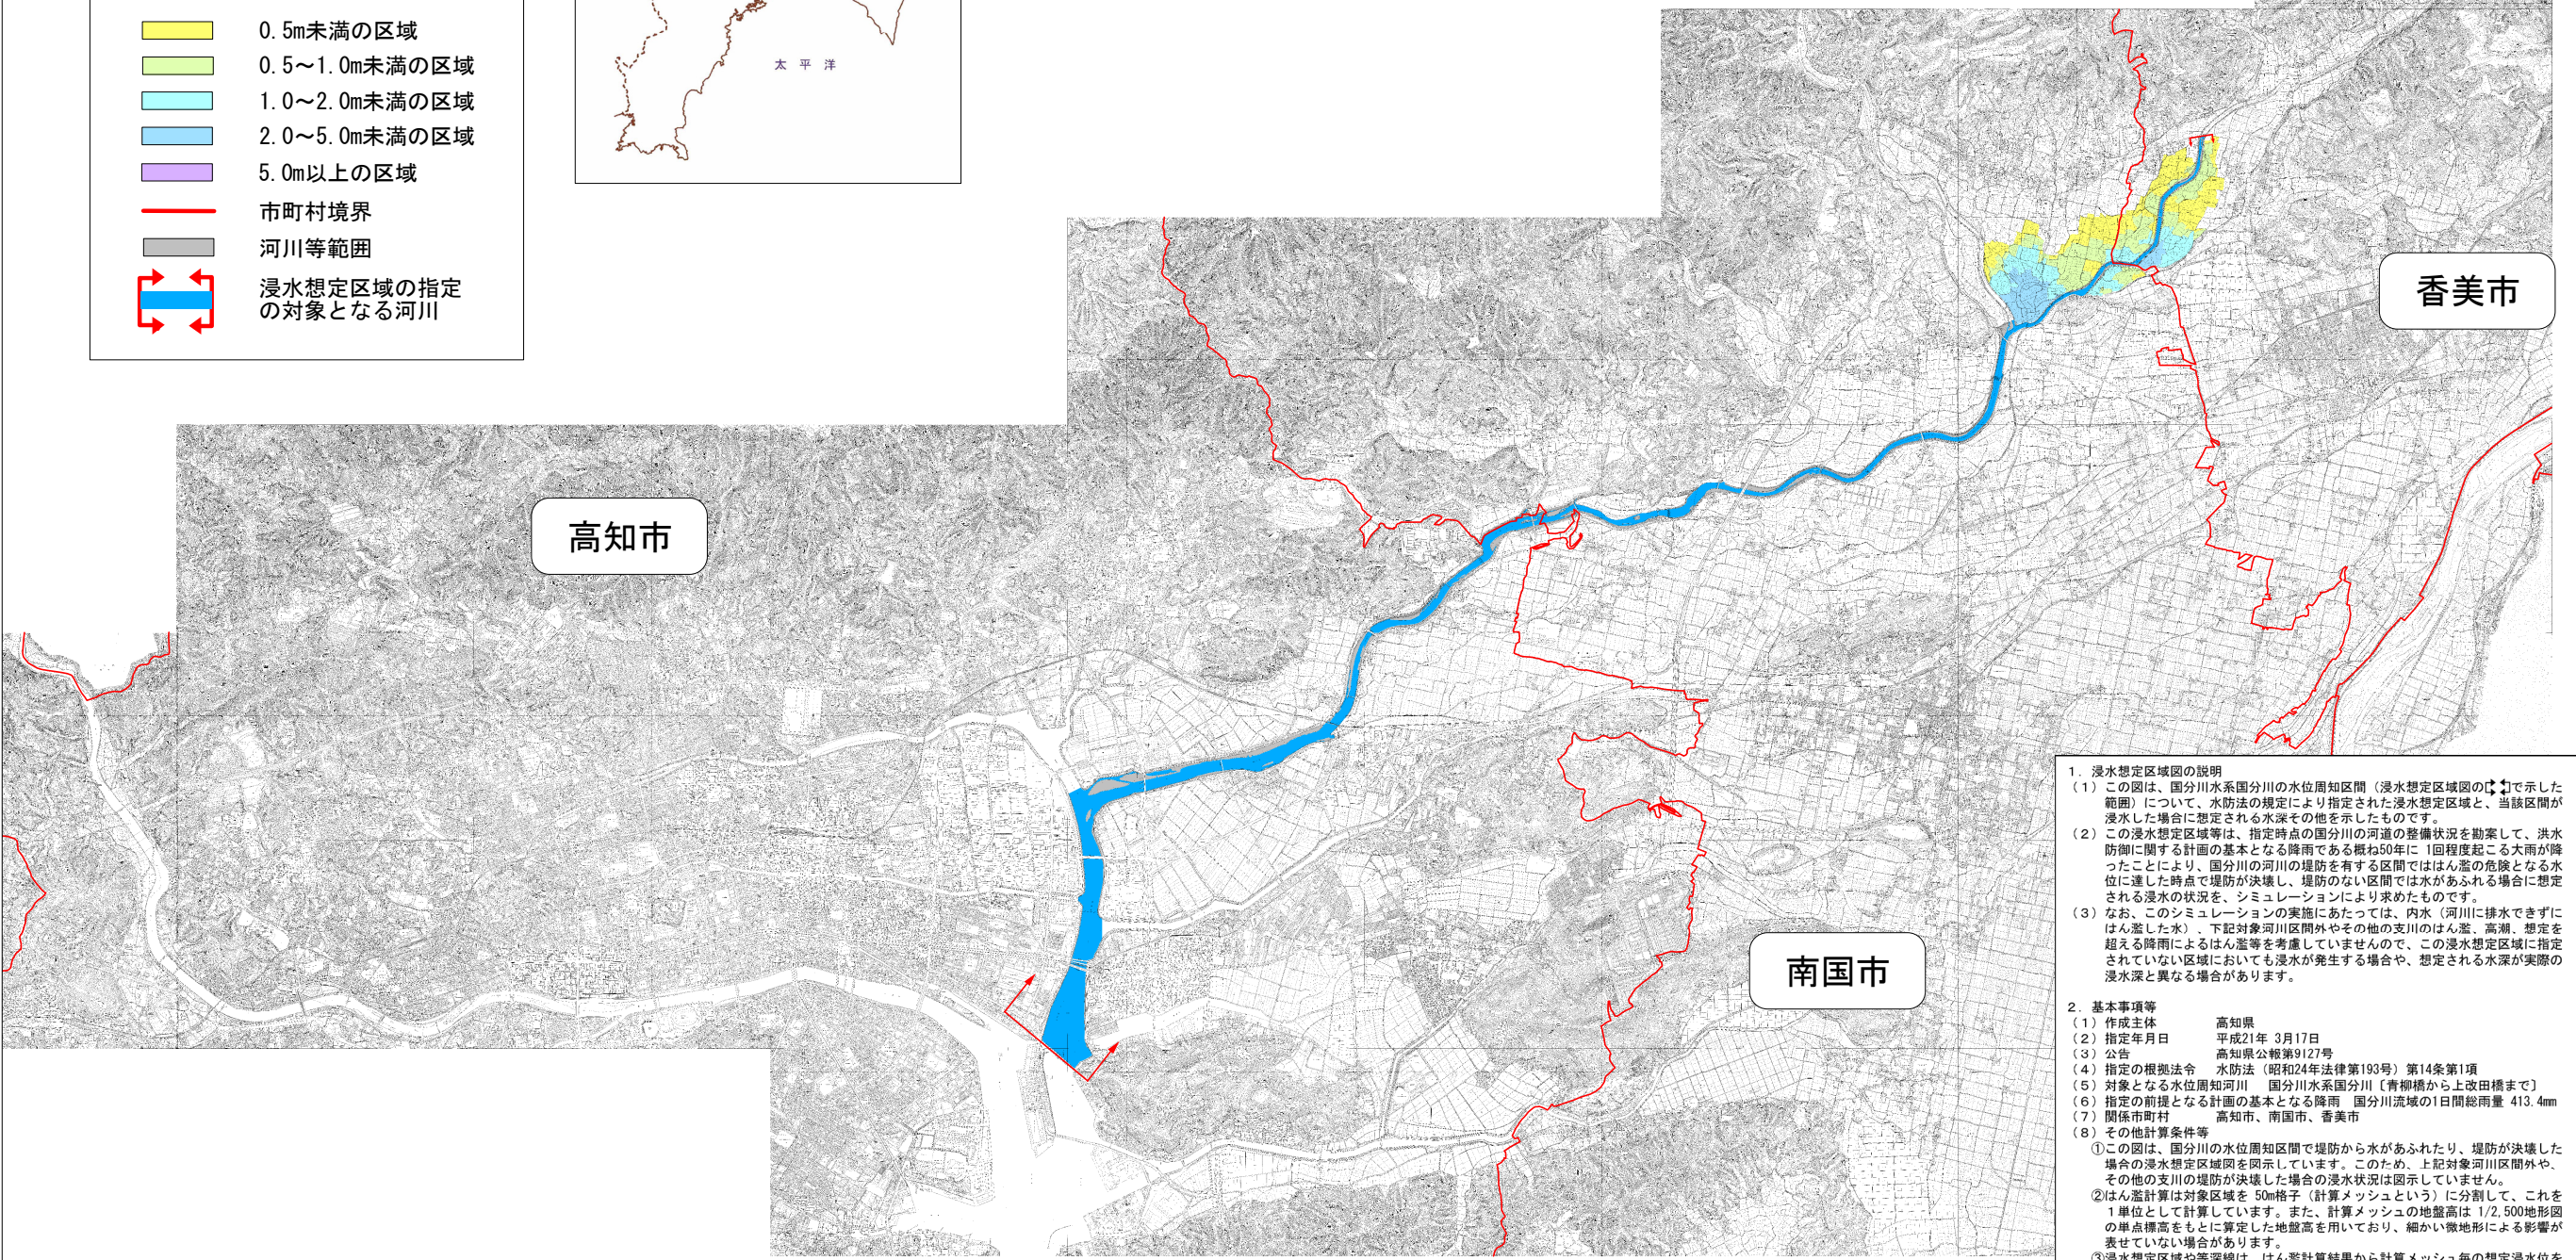 0.5m未満の区域
0.5～1.0m未満の区域
1.0～2.0m未満の区域
2.0～5.0m未満の区域
5.0m以上の区域
市町村境界
河川等範囲
浸水想定区域の指定
の対象となる河川
太平洋
香美市
高知市
南国市
1. 浸水想定区域図の説明
(1) この図は、国分川水系国分川の水位周知区間（浸水想定区域図の で示した
範囲）について、水防法の規定により指定された浸水想定区域と、当該区間が
浸水した場合に想定される水深その他を示したものです。
(2) この浸水想定区域等は、指定時点の国分川の河道の整備状況を勘案して、洪水
防御に関する計画の基本となる降雨である概ね50年に 1回程度起こる大雨が降
ったことにより、国分川の河川の堤防を有する区間でははん濫の危険となる水
位に達した時点で堤防が決壊し、堤防のない区間では水があふれる場合に想定
される浸水の状況を、シミュレーションにより求めたものです。
(3) なお、このシミュレーションの実施にあたっては、内水（河川に排水できずに
はん濫した水）、下記対象河川区間外やその他の支川のはん濫、高潮、想定を
超える降雨によるはん濫等を考慮していませんので、この浸水想定区域に指定
されていない区域においても浸水が発生する場合や、想定される水深が実際の
浸水深と異なる場合があります。
2. 基本事項等
(1) 作成主体 高知県
(2) 指定年月日 平成21年 3月17日
(3) 公告 高知県公報第9127号
(4) 指定の根拠法令 水防法（昭和24年法律第193号）第14条第1項
(5) 対象となる水位周知河川 国分川水系国分川〔青柳橋から上改田橋まで〕
(6) 指定の前提となる計画の基本となる降雨 国分川流域の1日間総雨量 413.4mm
(7) 関係市町村 高知市、南国市、香美市
(8) その他計算条件等
①この図は、国分川の水位周知区間で堤防から水があふれたり、堤防が決壊した
場合の浸水想定区域図を図示しています。このため、上記対象河川区間外や、
その他の支川の堤防が決壊した場合の浸水状況は図示していません。
②はん濫計算は対象区域を 50m格子（計算メッシュという）に分割して、これを
1単位として計算しています。また、計算メッシュの地盤高は 1/2,500地形図
の単点標高をもとに算定した地盤高を用いており、細かい微地形による影響が
表せていない場合があります。
③浸水想定区域や等深線は、はん濫計算結果から計算メッシュ毎の想定浸水位を